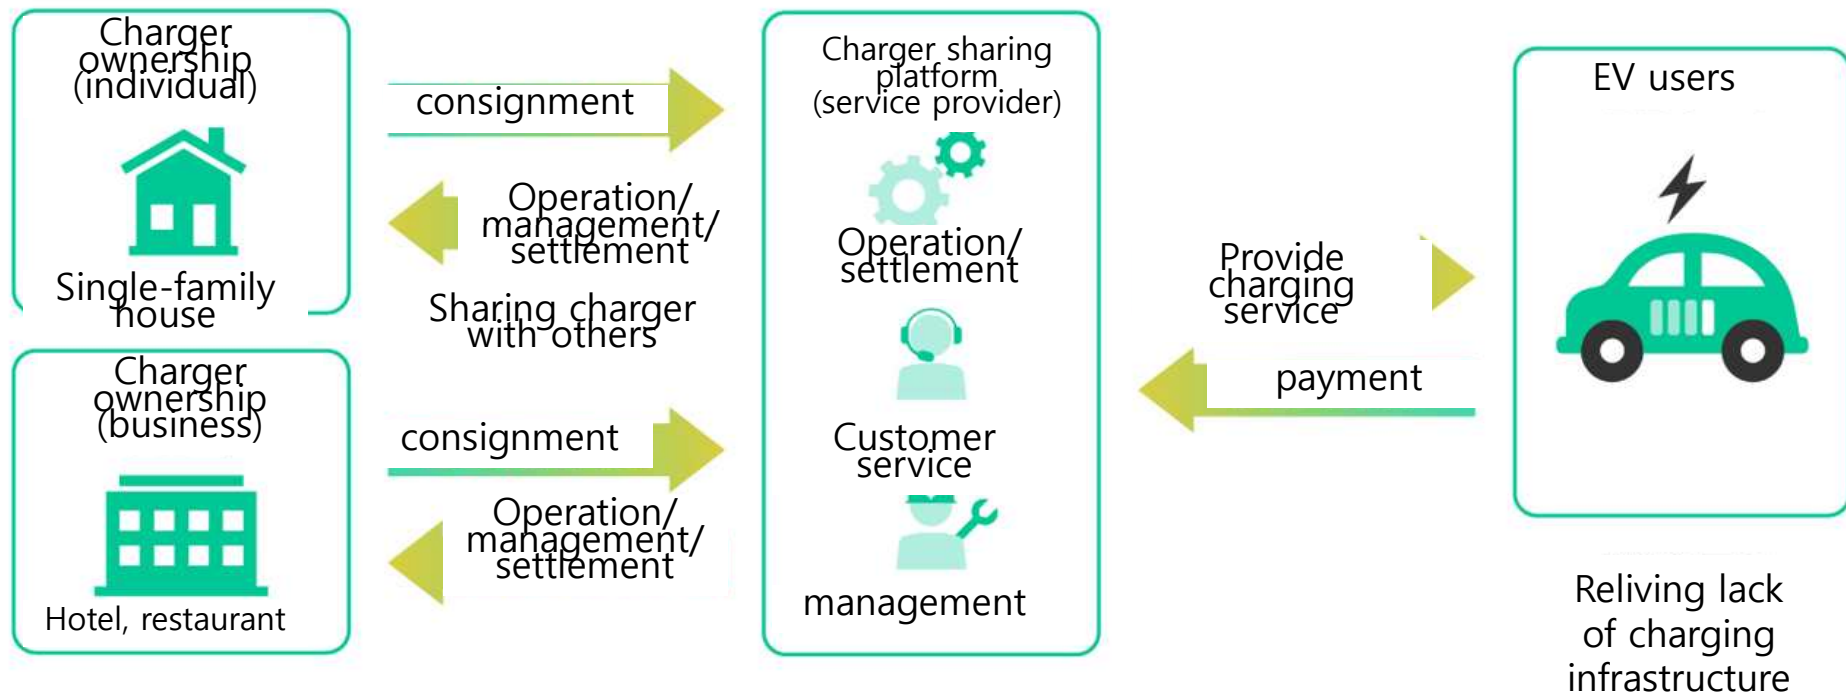 Charger
ownership
(individual)
Single-family
house
Charger
ownership
(business)
Hotel, restaurant
consignment
Operation/
management/
settlement
Sharing charger
with others
consignment
Operation/
management/
settlement
Charger sharing
platform
(service provider)
Operation/
settlement
Customer
service
management
Provide
charging
service
payment
EV users
Reliving lack
of charging
infrastructure